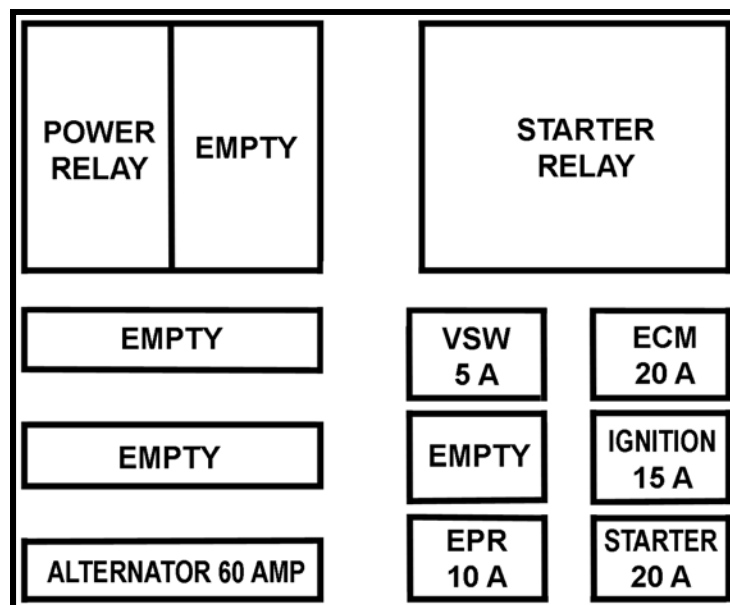 POWER
RELAY
EMPTY
STARTER
RELAY
EMPTY
VSW
5 A
ECM
20 A
EMPTY
EMPTY
IGNITION
15 A
ALTERNATOR 60 AMP
EPR
10 A
STARTER
20 A